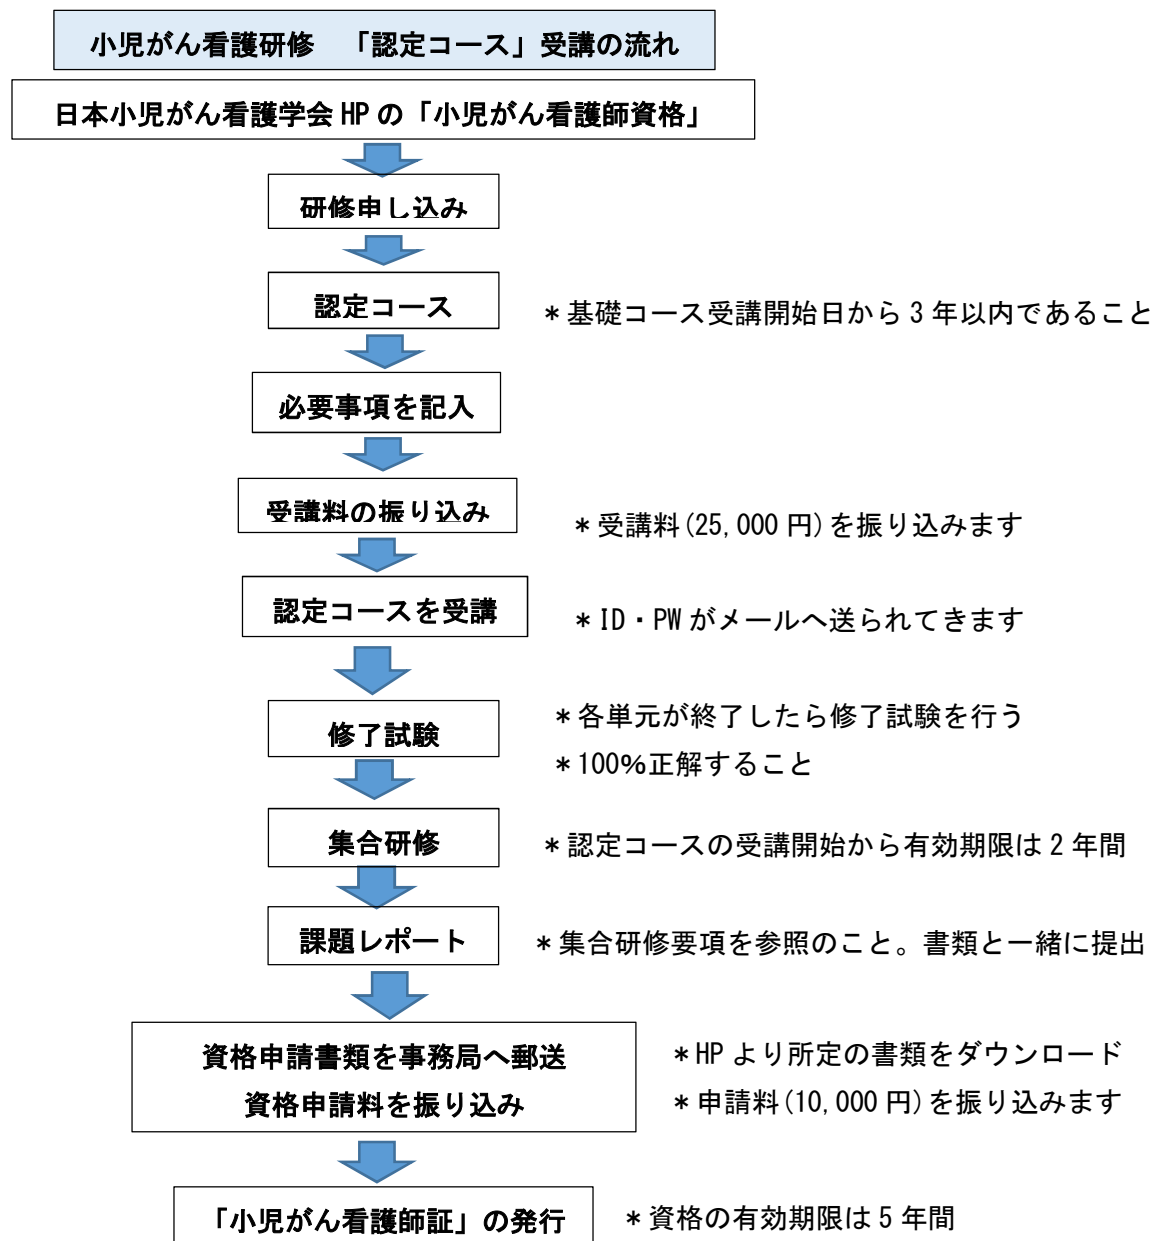 小児がん看護研修　「認定コース」受講の流れ
日本小児がん看護学会 HP の「小児がん看護師資格」
研修申し込み
認定コース
＊基礎コース受講開始日から 3 年以内であること
必要事項を記入
受講料の振り込み
＊受講料(25,000 円)を振り込みます
認定コースを受講
＊ID・PW がメールへ送られてきます
修了試験
＊各単元が終了したら修了試験を行う
＊100%正解すること
集合研修
＊認定コースの受講開始から有効期限は 2 年間
課題レポート
＊集合研修要項を参照のこと。書類と一緒に提出
資格申請書類を事務局へ郵送
資格申請料を振り込み
＊HP より所定の書類をダウンロード
＊申請料(10,000 円)を振り込みます
「小児がん看護師証」の発行
＊資格の有効期限は 5 年間